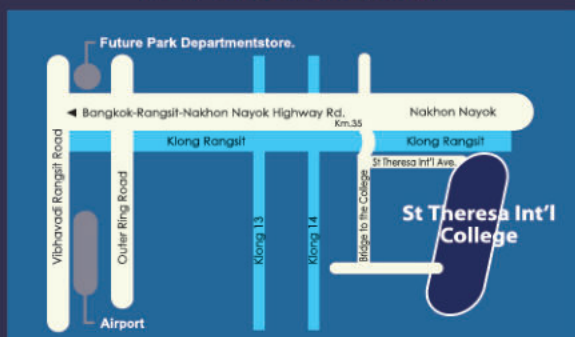 Future Park Departmentstore.
Bangkok-Rangsit-Nakhon Nayok Highway Rd.
Nakhon Nayok
Km.35
Klong Rangsit
Klong Rangsit
St Theresa Int'l Ave.
Vibhavadi Rangsit Road
Outer Ring Road
Klong 13
Klong 14
Bridge to the College
St Theresa Int'l
College
Airport